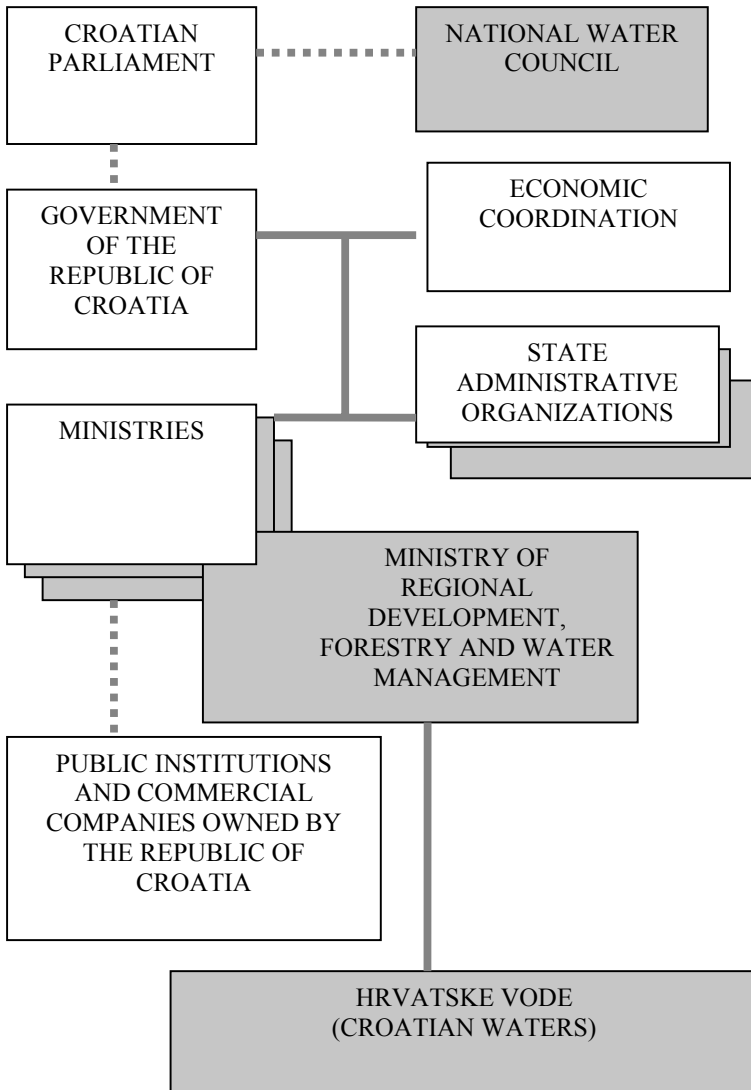 CROATIAN
PARLIAMENT
NATIONAL WATER
COUNCIL
GOVERNMENT
OF THE
REPUBLIC OF
CROATIA
ECONOMIC
COORDINATION
STATE
ADMINISTRATIVE
ORGANIZATIONS
MINISTRIES
MINISTRY OF
REGIONAL
DEVELOPMENT,
FORESTRY AND WATER
MANAGEMENT
PUBLIC INSTITUTIONS
AND COMMERCIAL
COMPANIES OWNED BY
THE REPUBLIC OF
CROATIA
HRVATSKE VODE
(CROATIAN WATERS)